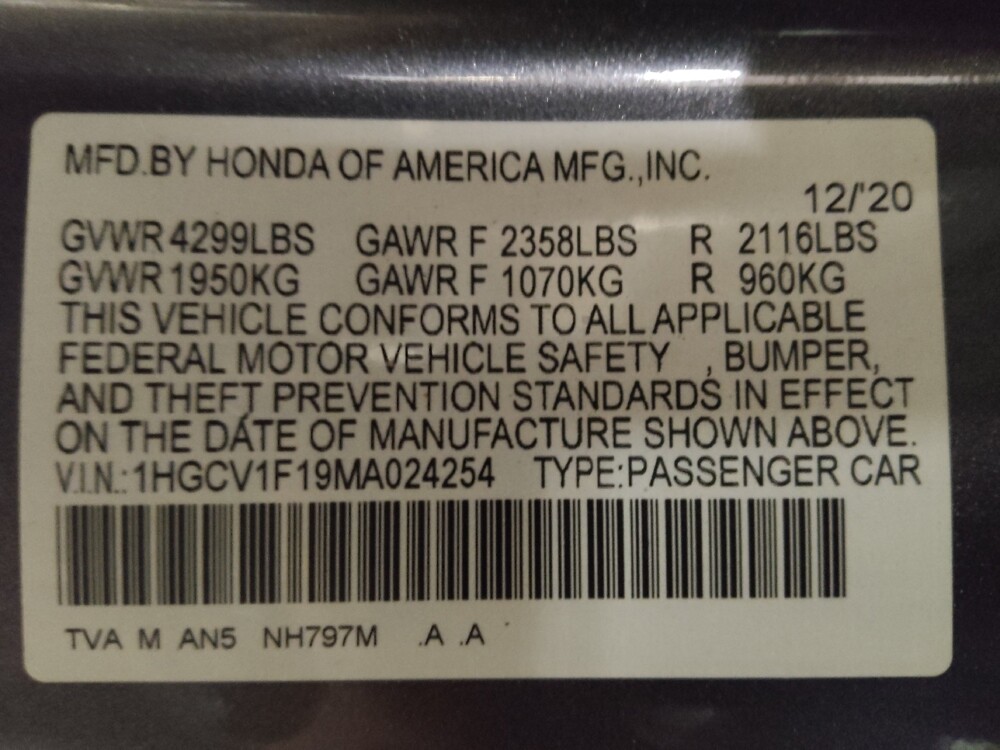 MFD.BY HONDA OF AMERICA MFG.,INC.
12/'20
GVWR 4299LBS GAWR F 2358LBS R 2116LBS
GVWR 1950KG GAWR F 1070KG R 960KG
THIS VEHICLE CONFORMS TO ALL APPLICABLE
FEDERAL MOTOR VEHICLE SAFETY , BUMPER,
AND THEFT PREVENTION STANDARDS IN EFFECT
ON THE DATE OF MANUFACTURE SHOWN ABOVE.
V.I.N.:1HGCV1F19MA024254 TYPE:PASSENGER CAR
TVA M AN5 NH797M .A .A